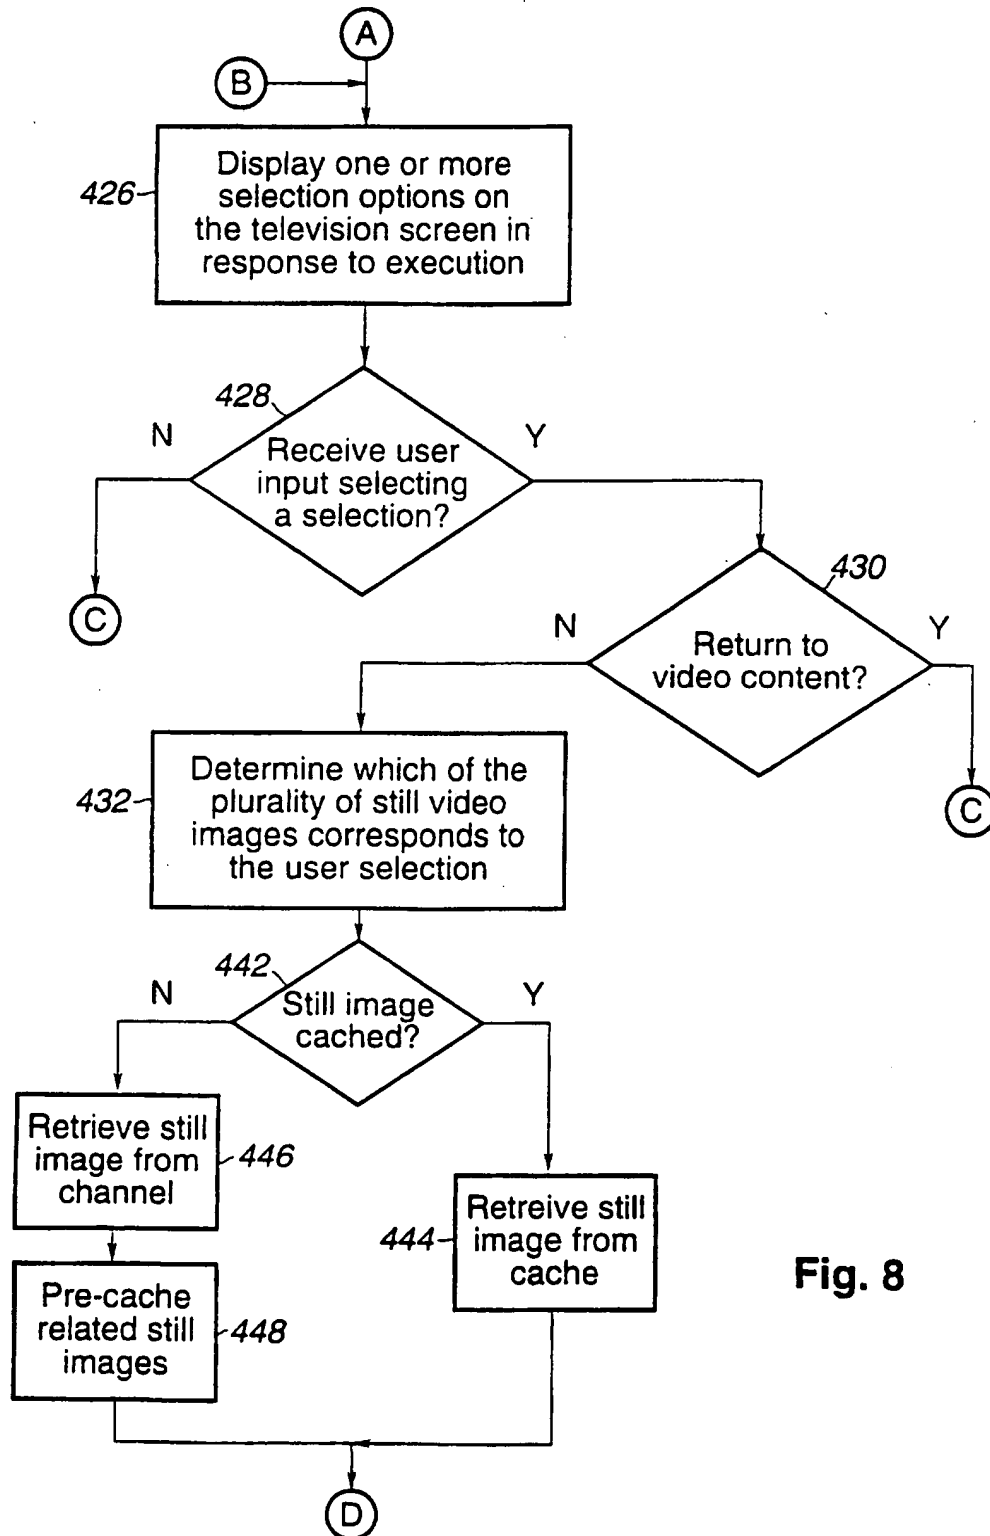 A
B
426
Display one or more
selection options on
the television screen in
response to execution
428
N
Y
Receive user
input selecting
a selection?
C
430
N
Y
Return to
video content?
C
432
Determine which of the
plurality of still video
images corresponds to
the user selection
442
N
Y
Still image
cached?
Retrieve still
image from
channel
446
444
Retreive still
image from
cache
Pre-cache
related still
images
448
Fig. 8
D